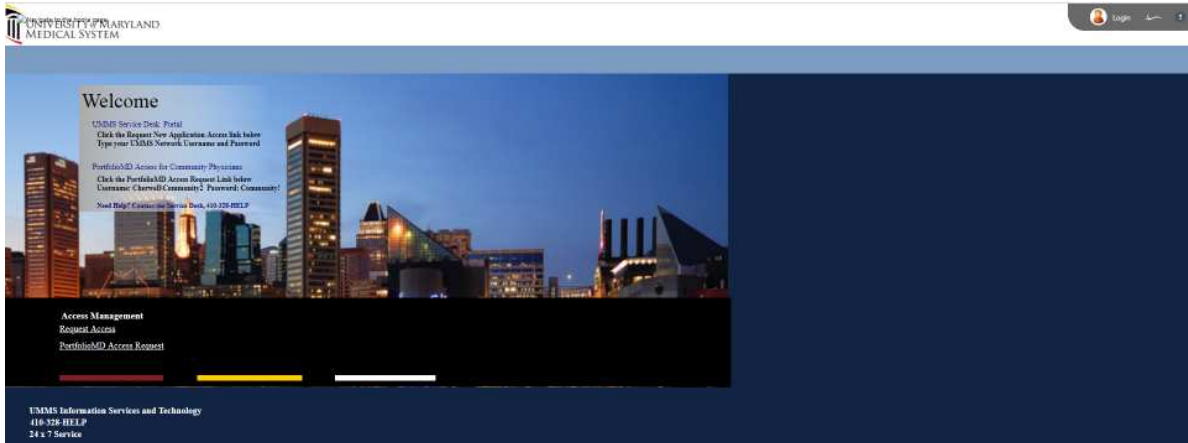 UNIVERSITY of MARYLAND
MEDICAL SYSTEM
Login
Welcome
UMMS Service Desk Portal
Click the Request New Application Access link below
Type your UMMS Network Username and Password
PortfolioMD Access for Community Physicians
Click the PortfolioMD Access Request Link below
Username: Cherwell\Community2 Password: Community!
Need Help? Contact the Service Desk, 410-328-HELP
Access Management
Request Access
PortfolioMD Access Request
UMMS Information Services and Technology
410-328-HELP
24 x 7 Service